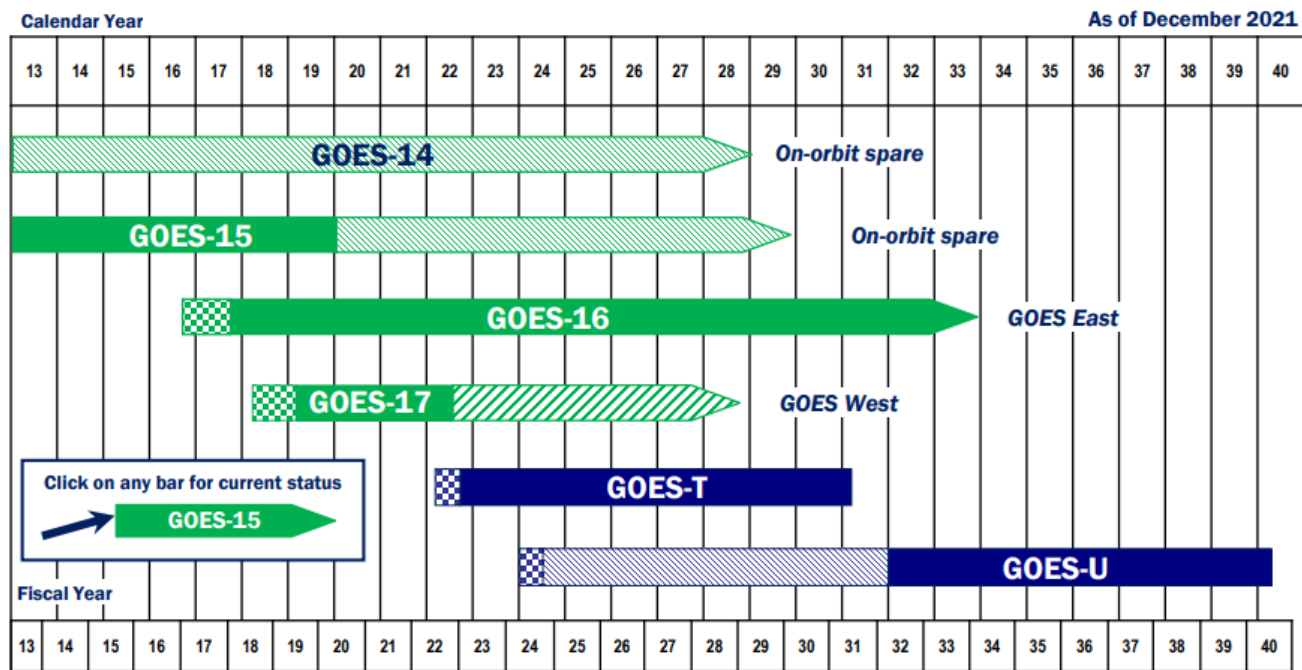 Calendar Year
As of December 2021
13 14 15 16 17 18 19 20 21 22 23 24 25 26 27 28 29 30 31 32 33 34 35 36 37 38 39 40
GOES-14
On-orbit spare
GOES-15
On-orbit spare
GOES-16
GOES East
GOES-17
GOES West
Click on any bar for current status
GOES-15
GOES-T
GOES-U
Fiscal Year
13 14 15 16 17 18 19 20 21 22 23 24 25 26 27 28 29 30 31 32 33 34 35 36 37 38 39 40